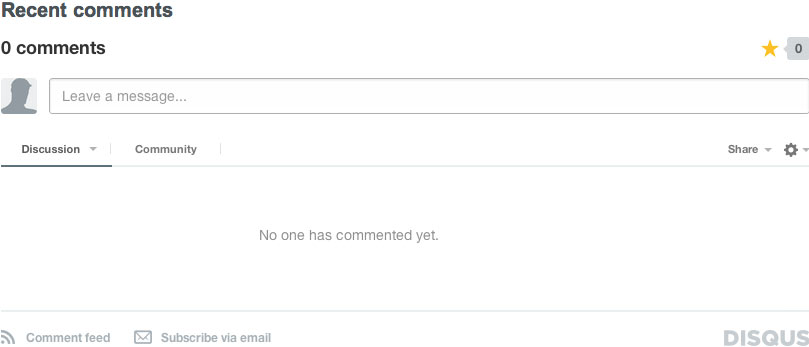 Recent comments
0 comments
0
Leave a message...
Discussion
Community
Share
No one has commented yet.
Comment feed
Subscribe via email
DISQUS